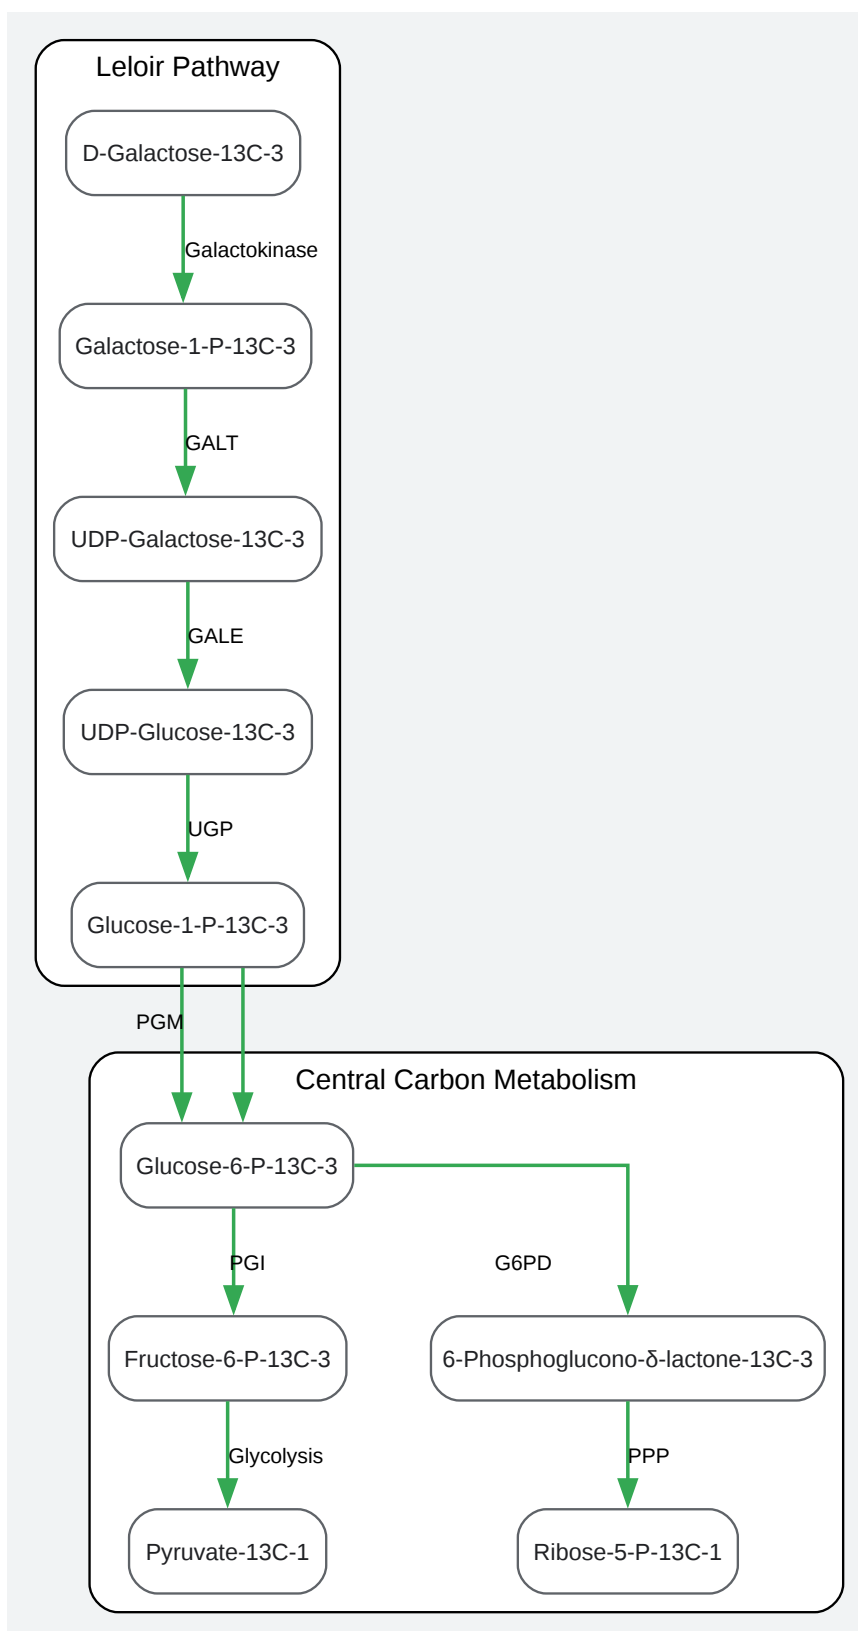 Leloir Pathway
D-Galactose-13C-3
Galactokinase
Galactose-1-P-13C-3
GALT
UDP-Galactose-13C-3
GALE
UDP-Glucose-13C-3
UGP
Glucose-1-P-13C-3
PGM
Central Carbon Metabolism
Glucose-6-P-13C-3
PGI
G6PD
Fructose-6-P-13C-3
6-Phosphoglucono-δ-lactone-13C-3
Glycolysis
PPP
Pyruvate-13C-1
Ribose-5-P-13C-1